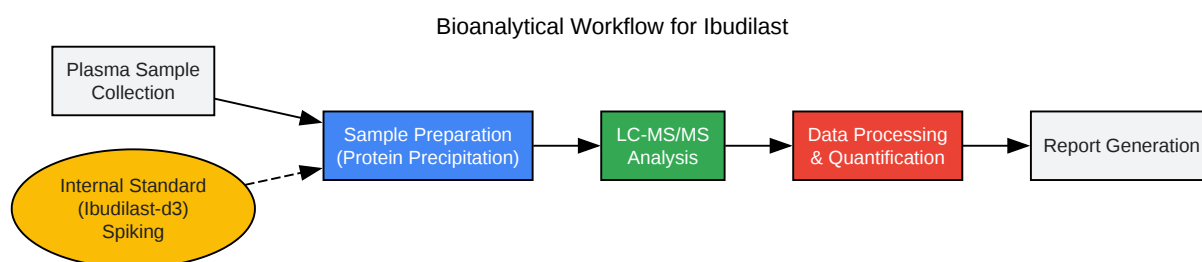 Bioanalytical Workflow for Ibudilast
Plasma Sample
Collection
Internal Standard
(Ibudilast-d3)
Spiking
Sample Preparation
(Protein Precipitation)
LC-MS/MS
Analysis
Data Processing
& Quantification
Report Generation